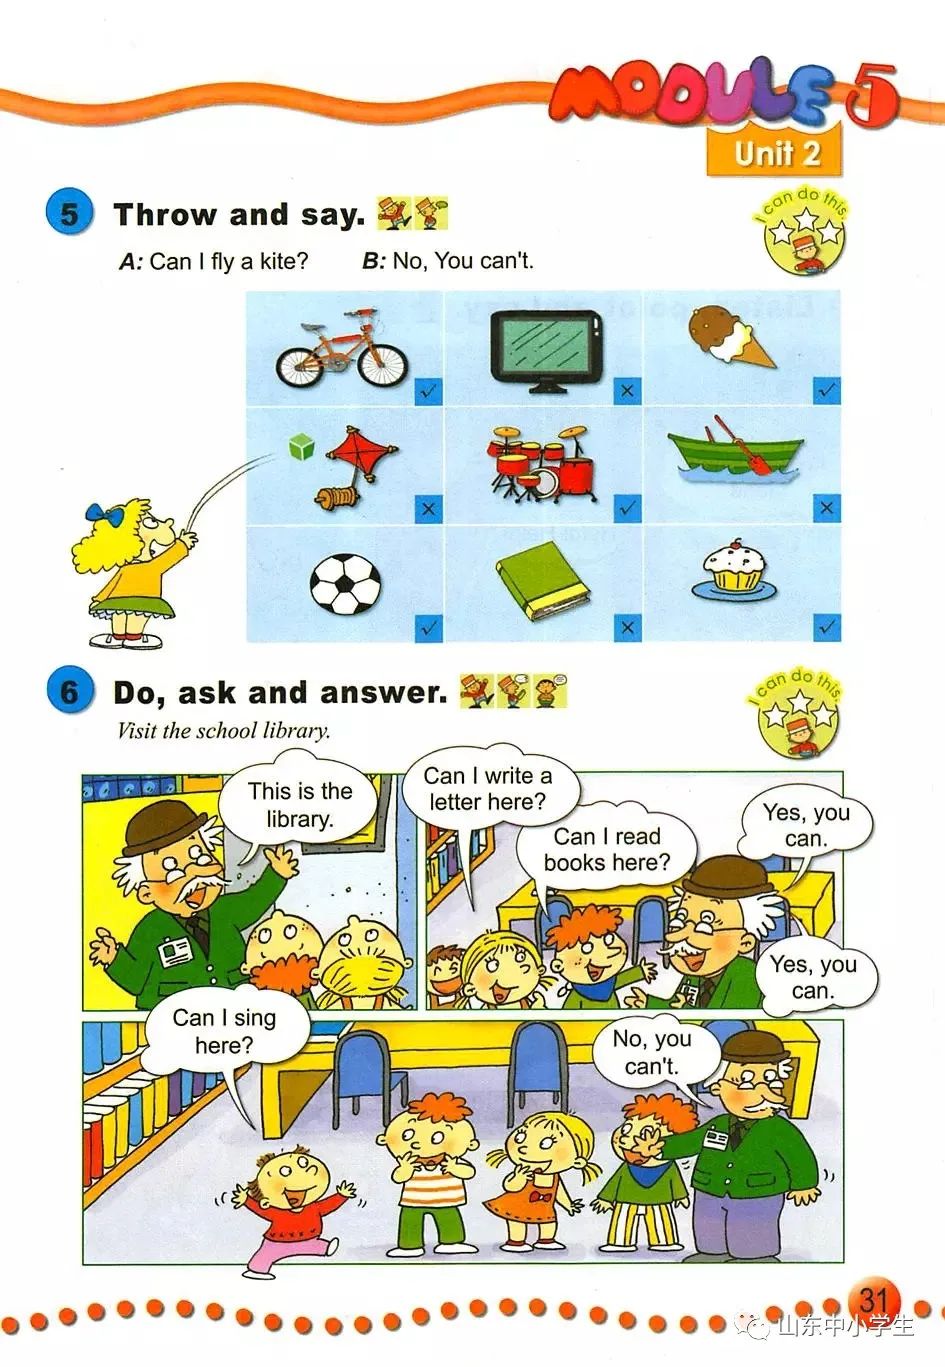 MODULE 5
Unit 2
5 Throw and say.
I can do this.
A: Can I fly a kite? B: No, You can't.
6 Do, ask and answer.
I can do this.
Visit the school library.
This is the
library.
Can I write a
letter here?
Can I read
books here?
Yes, you
can.
Yes, you
can.
Can I sing
here?
No, you
can't.
31
山东中小学生